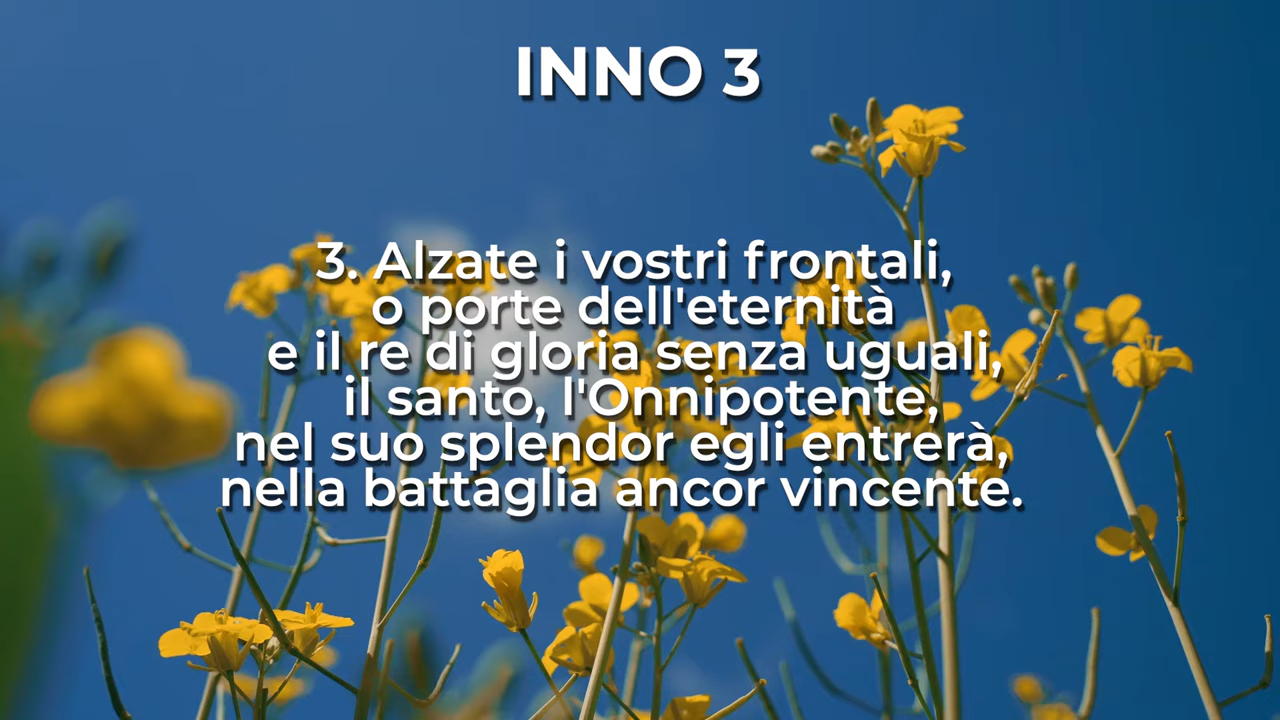 INNO 3
3. Alzate i vostri frontali,
o porte dell'eternità
e il re di gloria senza uguali,
il santo, l'Onnipotente,
nel suo splendor egli entrerà,
nella battaglia ancor vincente.